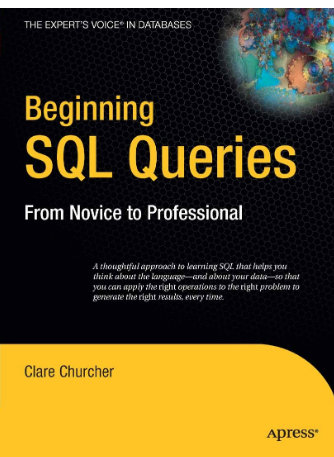 THE EXPERT'S VOICE® IN DATABASES
Beginning
SQL Queries
From Novice to Professional
A thoughtful approach to learning SQL that helps you
think about the language—and about your data—so that
you can apply the right operations to the right problem to
generate the right results, every time.
Clare Churcher
Apress®